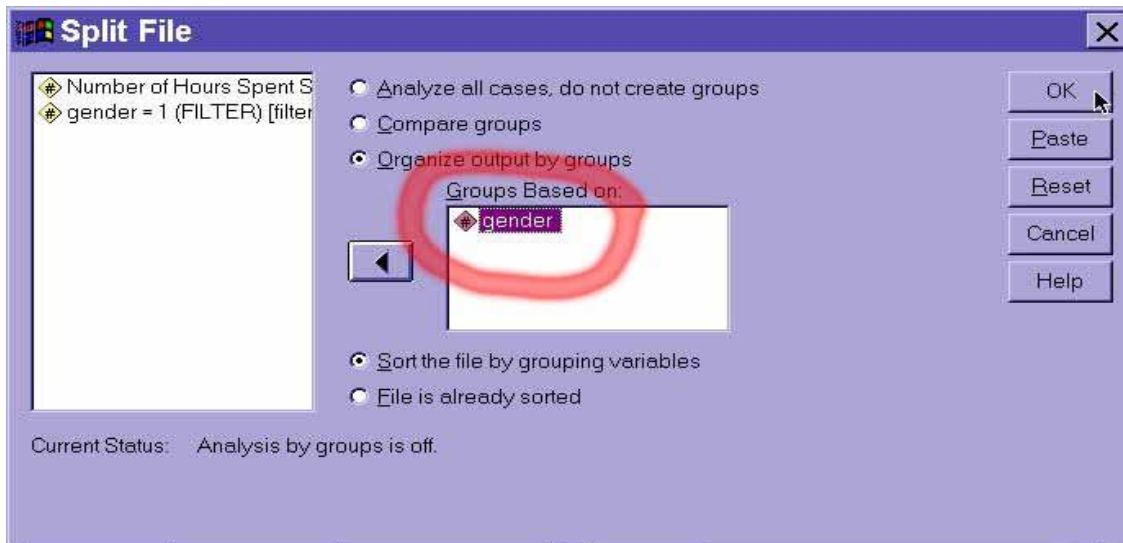 Split File
Number of Hours Spent S
gender = 1 (FILTER) [filter
Analyze all cases, do not create groups
Compare groups
Organize output by groups
Groups Based on:
gender
Sort the file by grouping variables
File is already sorted
OK
Paste
Reset
Cancel
Help
Current Status: Analysis by groups is off.